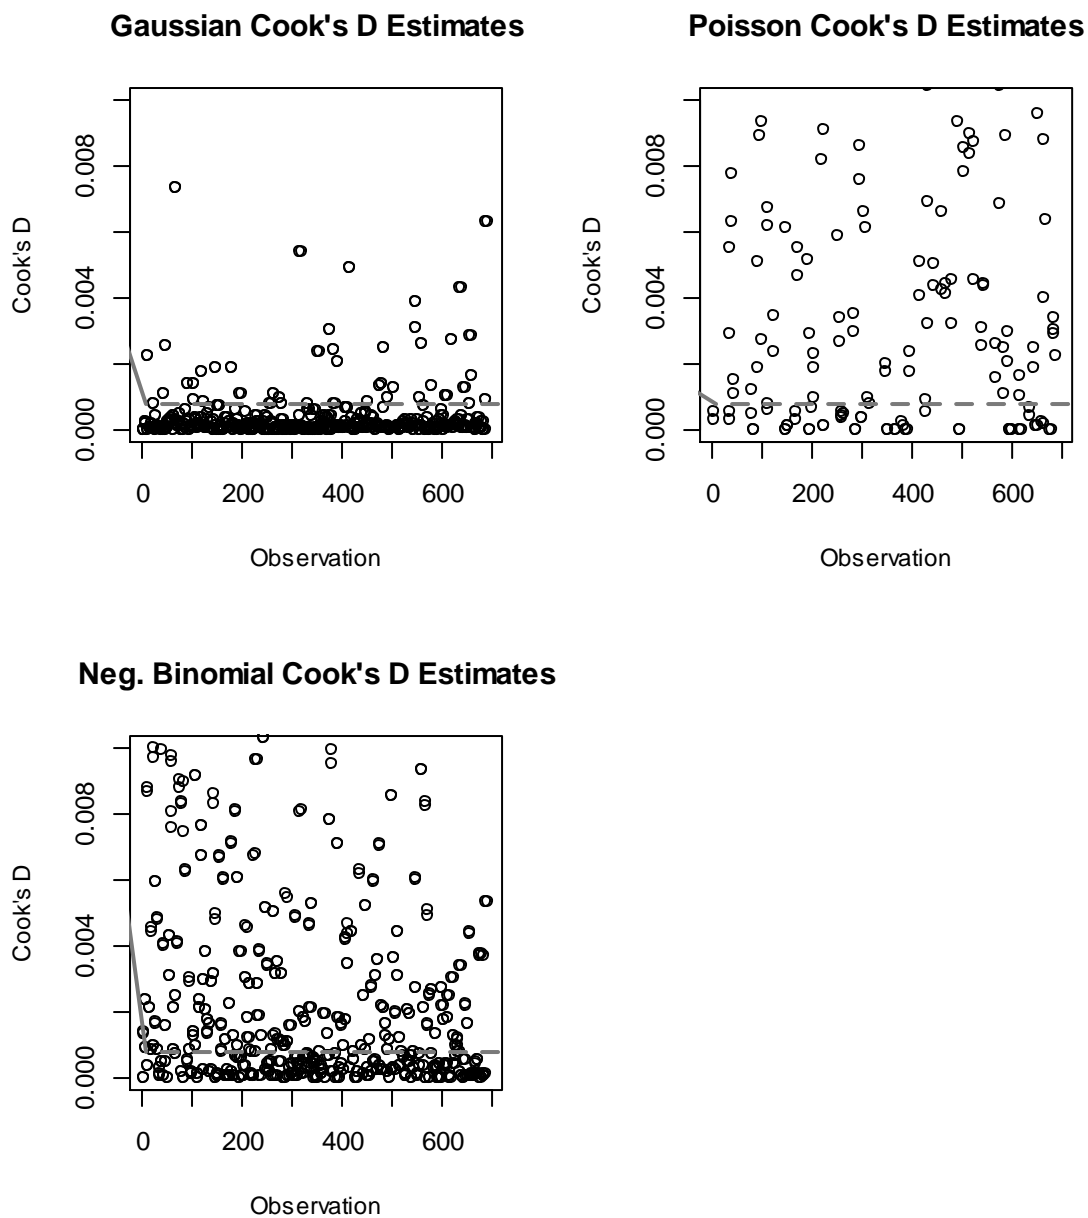 Gaussian Cook's D Estimates
Cook's D
0.008
0.004
0.000
0 200 400 600
Observation
Poisson Cook's D Estimates
Cook's D
0.008
0.004
0.000
0 200 400 600
Observation
Neg. Binomial Cook's D Estimates
Cook's D
0.008
0.004
0.000
0 200 400 600
Observation